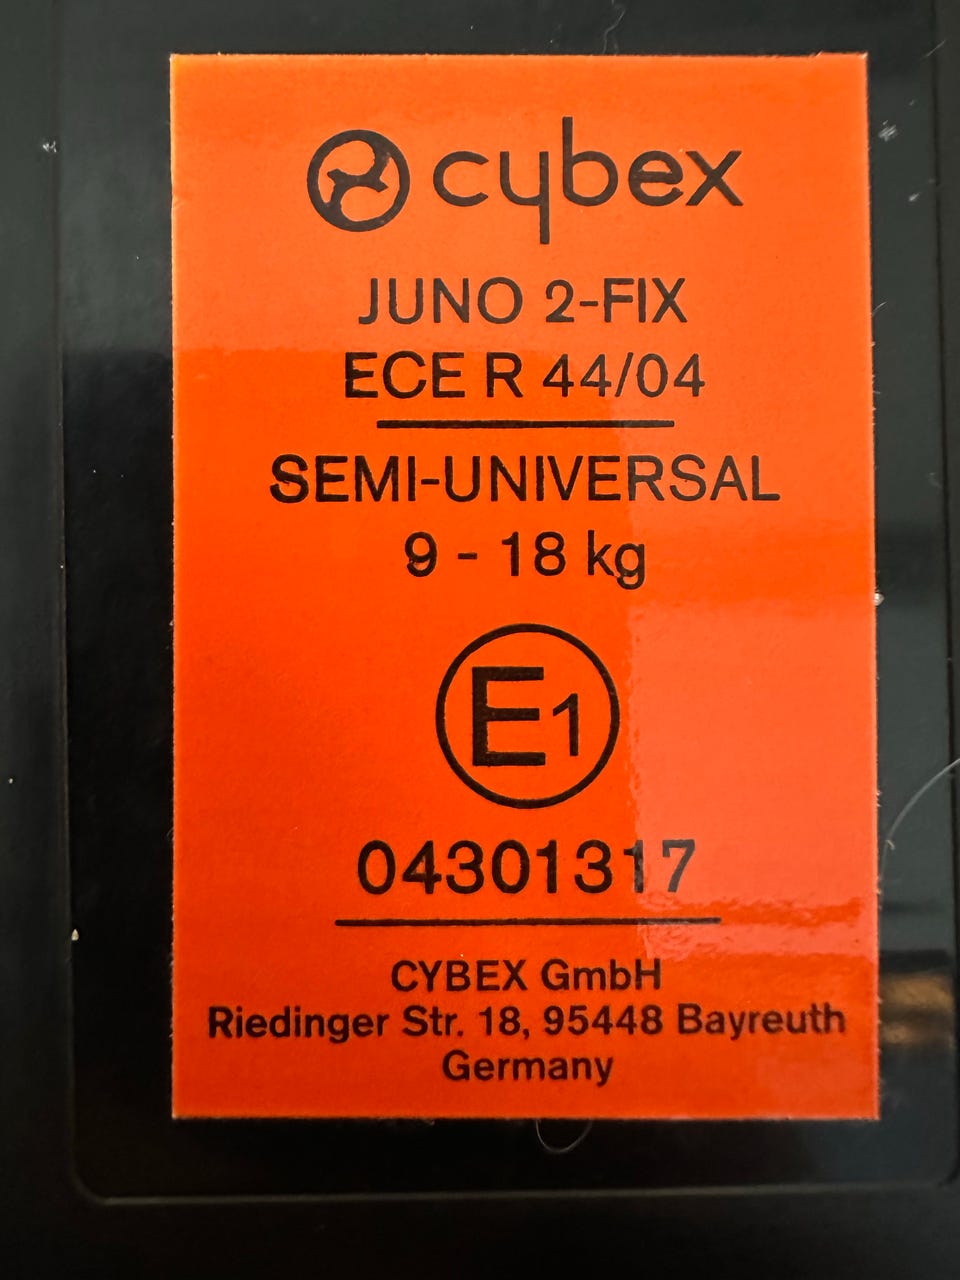 cybex
JUNO 2-FIX
ECE R 44/04
SEMI-UNIVERSAL
9 - 18 kg
E1
04301317
CYBEX GmbH
Riedinger Str. 18, 95448 Bayreuth
Germany